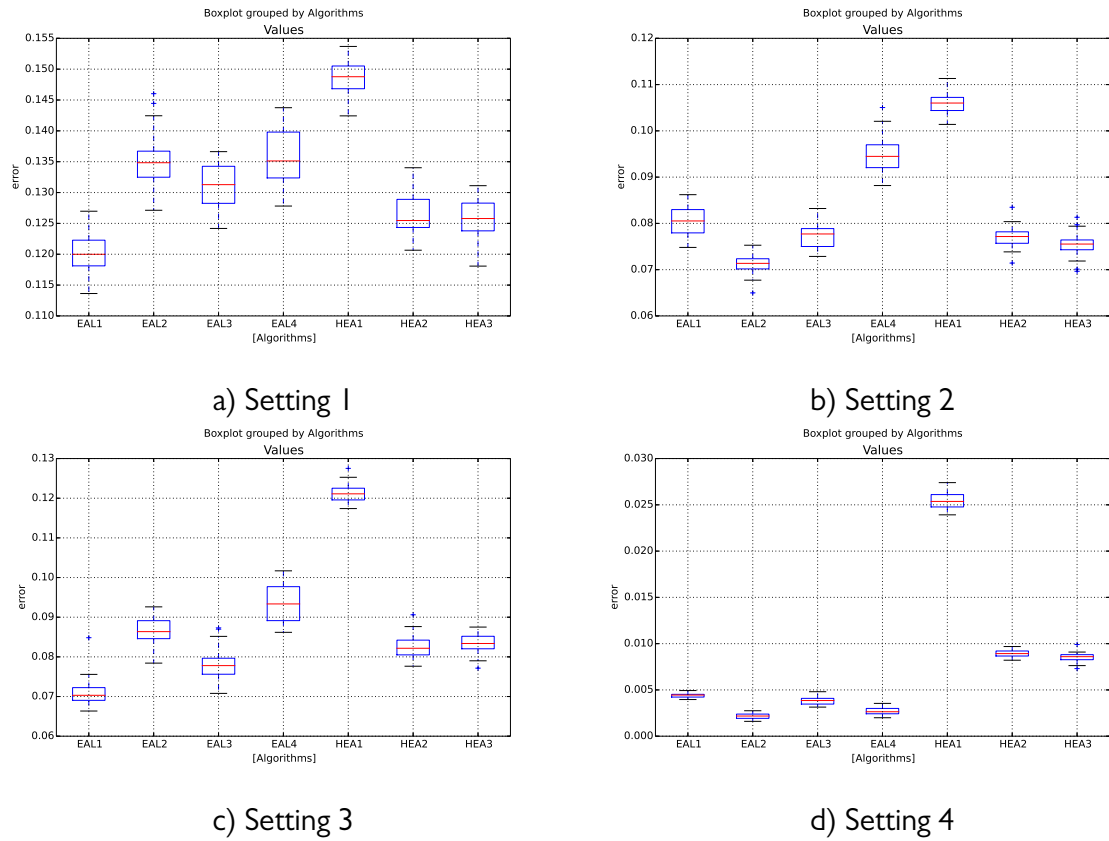 Boxplot grouped by Algorithms
Values
0.155
0.150
0.145
0.140
0.135
0.130
0.125
0.120
0.115
0.110
error
EAL1 EAL2 EAL3 EAL4 HEA1 HEA2 HEA3
[Algorithms]
a) Setting 1
Boxplot grouped by Algorithms
Values
0.12
0.11
0.10
0.09
0.08
0.07
0.06
error
EAL1 EAL2 EAL3 EAL4 HEA1 HEA2 HEA3
[Algorithms]
b) Setting 2
Boxplot grouped by Algorithms
Values
0.13
0.12
0.11
0.10
0.09
0.08
0.07
0.06
error
EAL1 EAL2 EAL3 EAL4 HEA1 HEA2 HEA3
[Algorithms]
c) Setting 3
Boxplot grouped by Algorithms
Values
0.030
0.025
0.020
0.015
0.010
0.005
0.000
error
EAL1 EAL2 EAL3 EAL4 HEA1 HEA2 HEA3
[Algorithms]
d) Setting 4